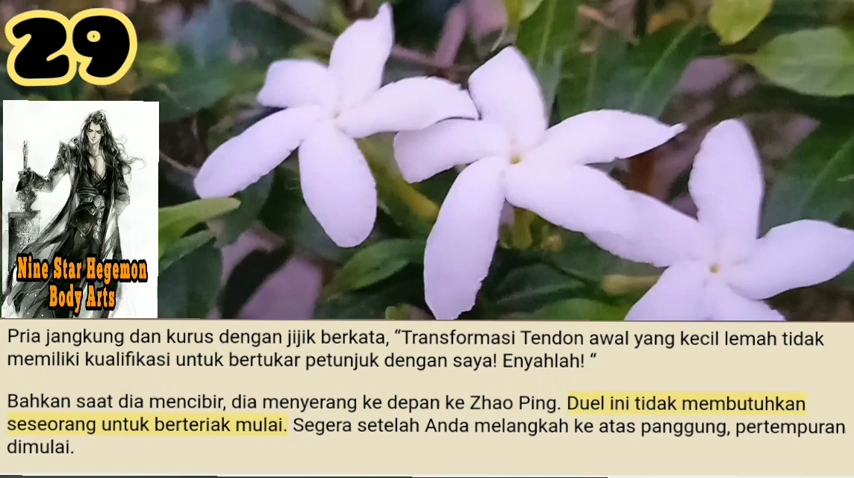 29
Nine Star Hegemon
Body Arts
Pria jangkung dan kurus dengan jijik berkata, “Transformasi Tendon awal yang kecil lemah tidak
memiliki kualifikasi untuk bertukar petunjuk dengan saya! Enyahlah! “
Bahkan saat dia mencibir, dia menyerang ke depan ke Zhao Ping. Duel ini tidak membutuhkan
seseorang untuk berteriak mulai. Segera setelah Anda melangkah ke atas panggung, pertempuran
dimulai.